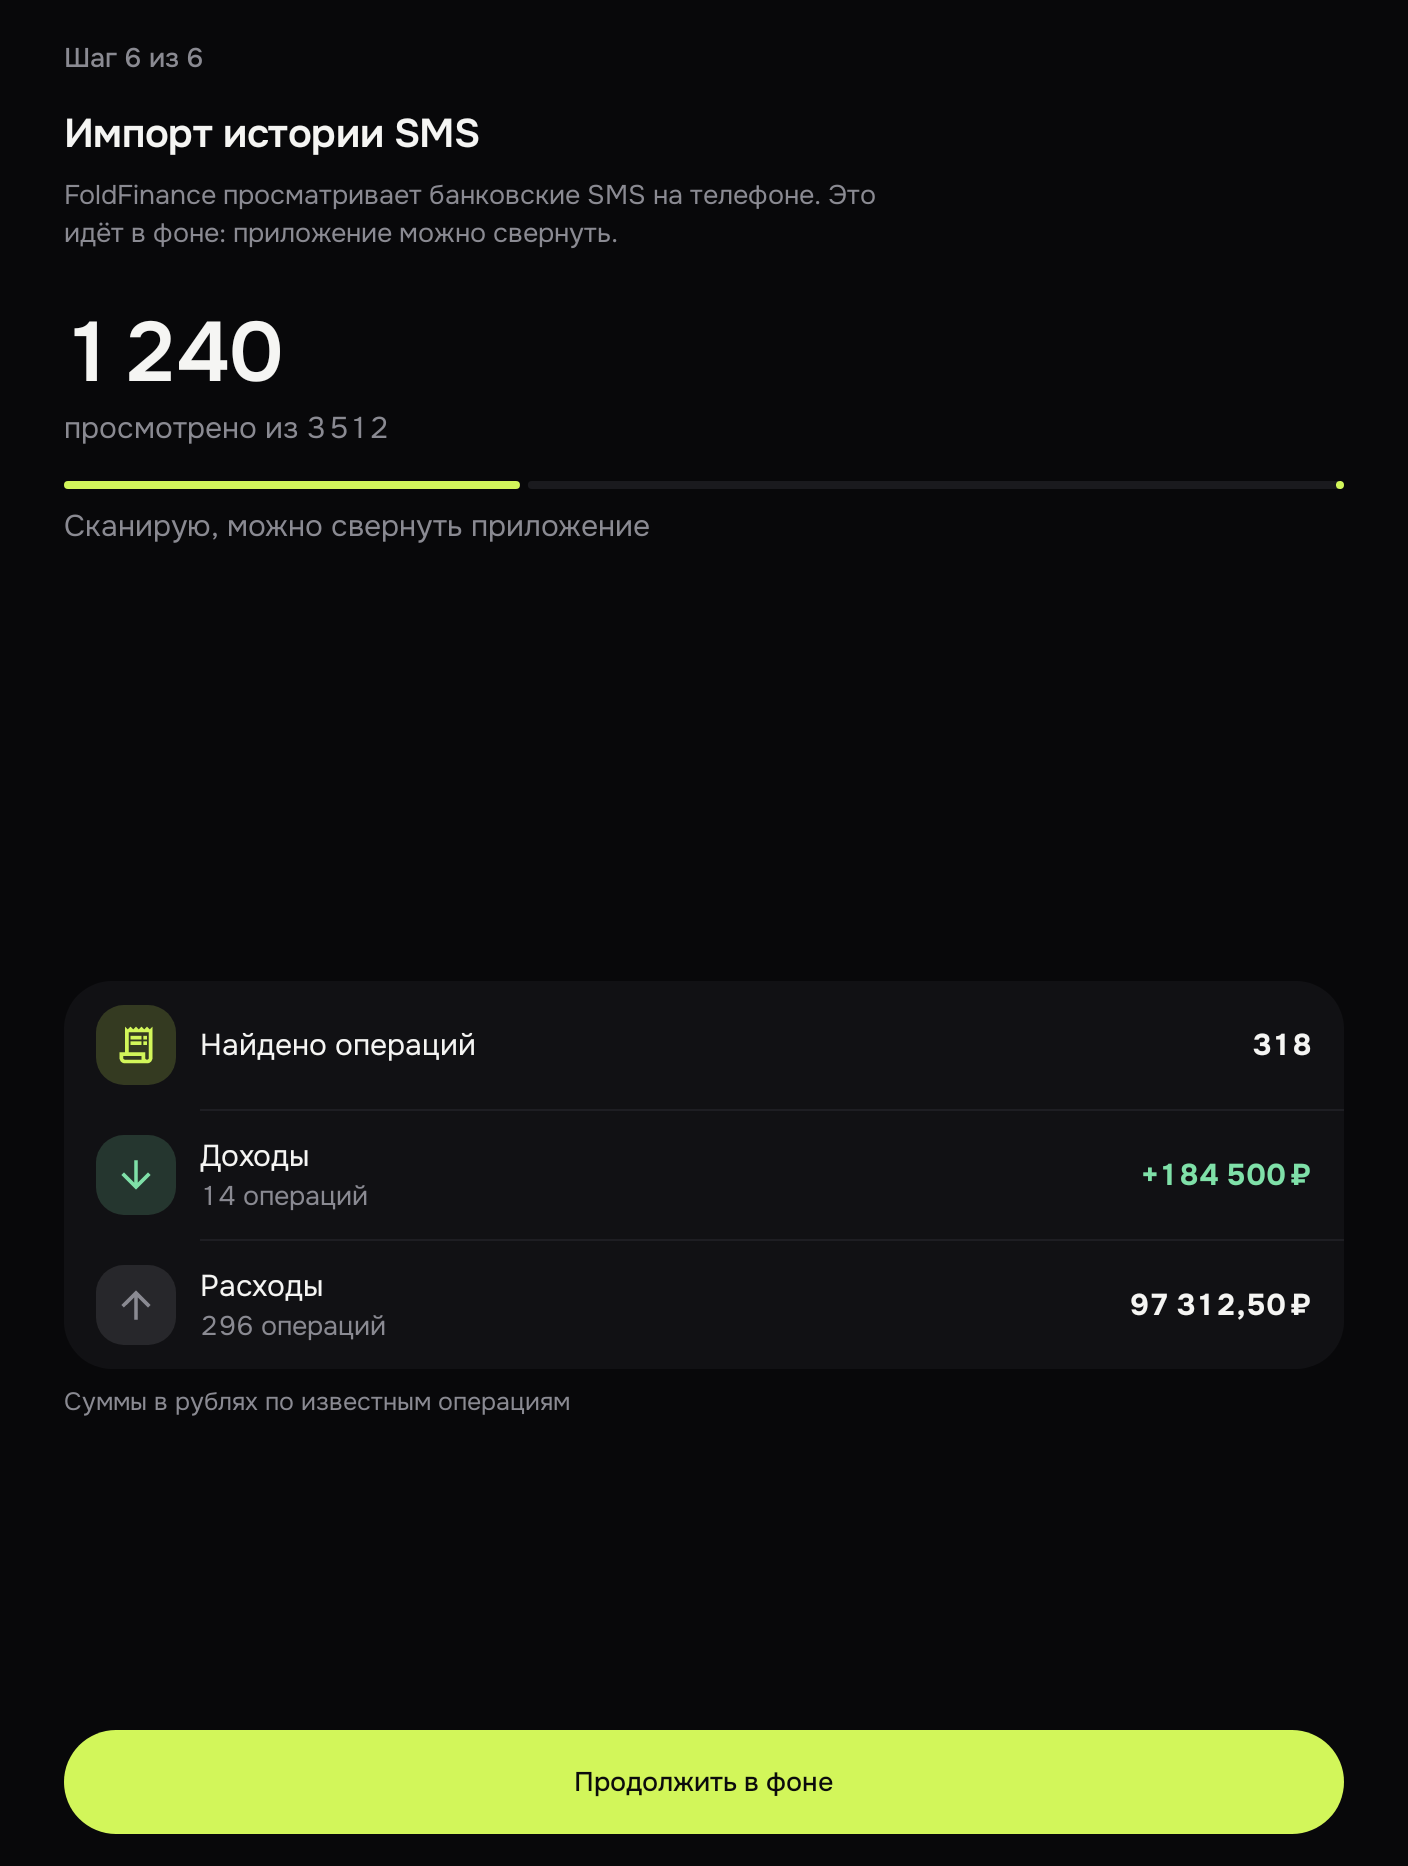 Шаг 6 из 6
Импорт истории SMS
FoldFinance просматривает банковские SMS на телефоне. Это
идёт в фоне: приложение можно свернуть.
1 240
просмотрено из 3 512
Сканирую, можно свернуть приложение
Найдено операций 318
Доходы
14 операций
+184 500 ₽
Расходы
296 операций
97 312,50 ₽
Суммы в рублях по известным операциям
Продолжить в фоне